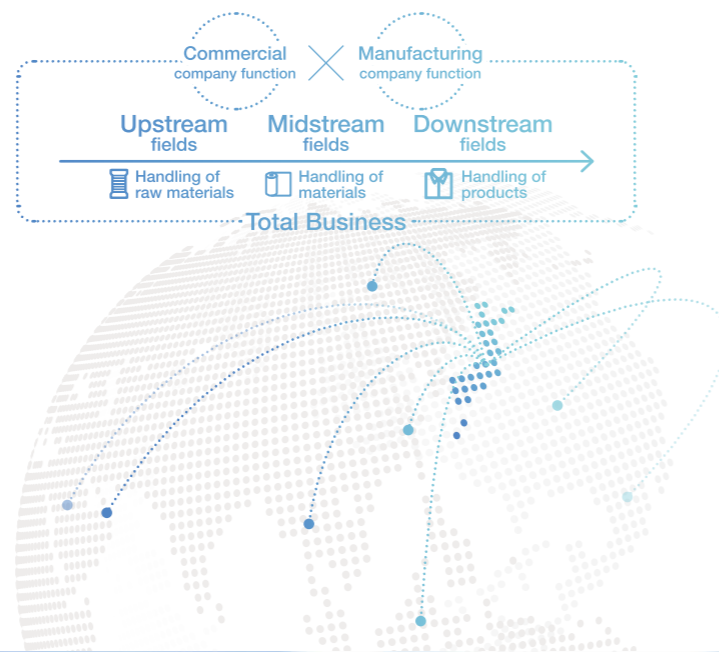 Commercial
company function
Manufacturing
company function
Upstream
fields
Midstream
fields
Downstream
fields
Handling of
raw materials
Handling of
materials
Handling of
products
Total Business